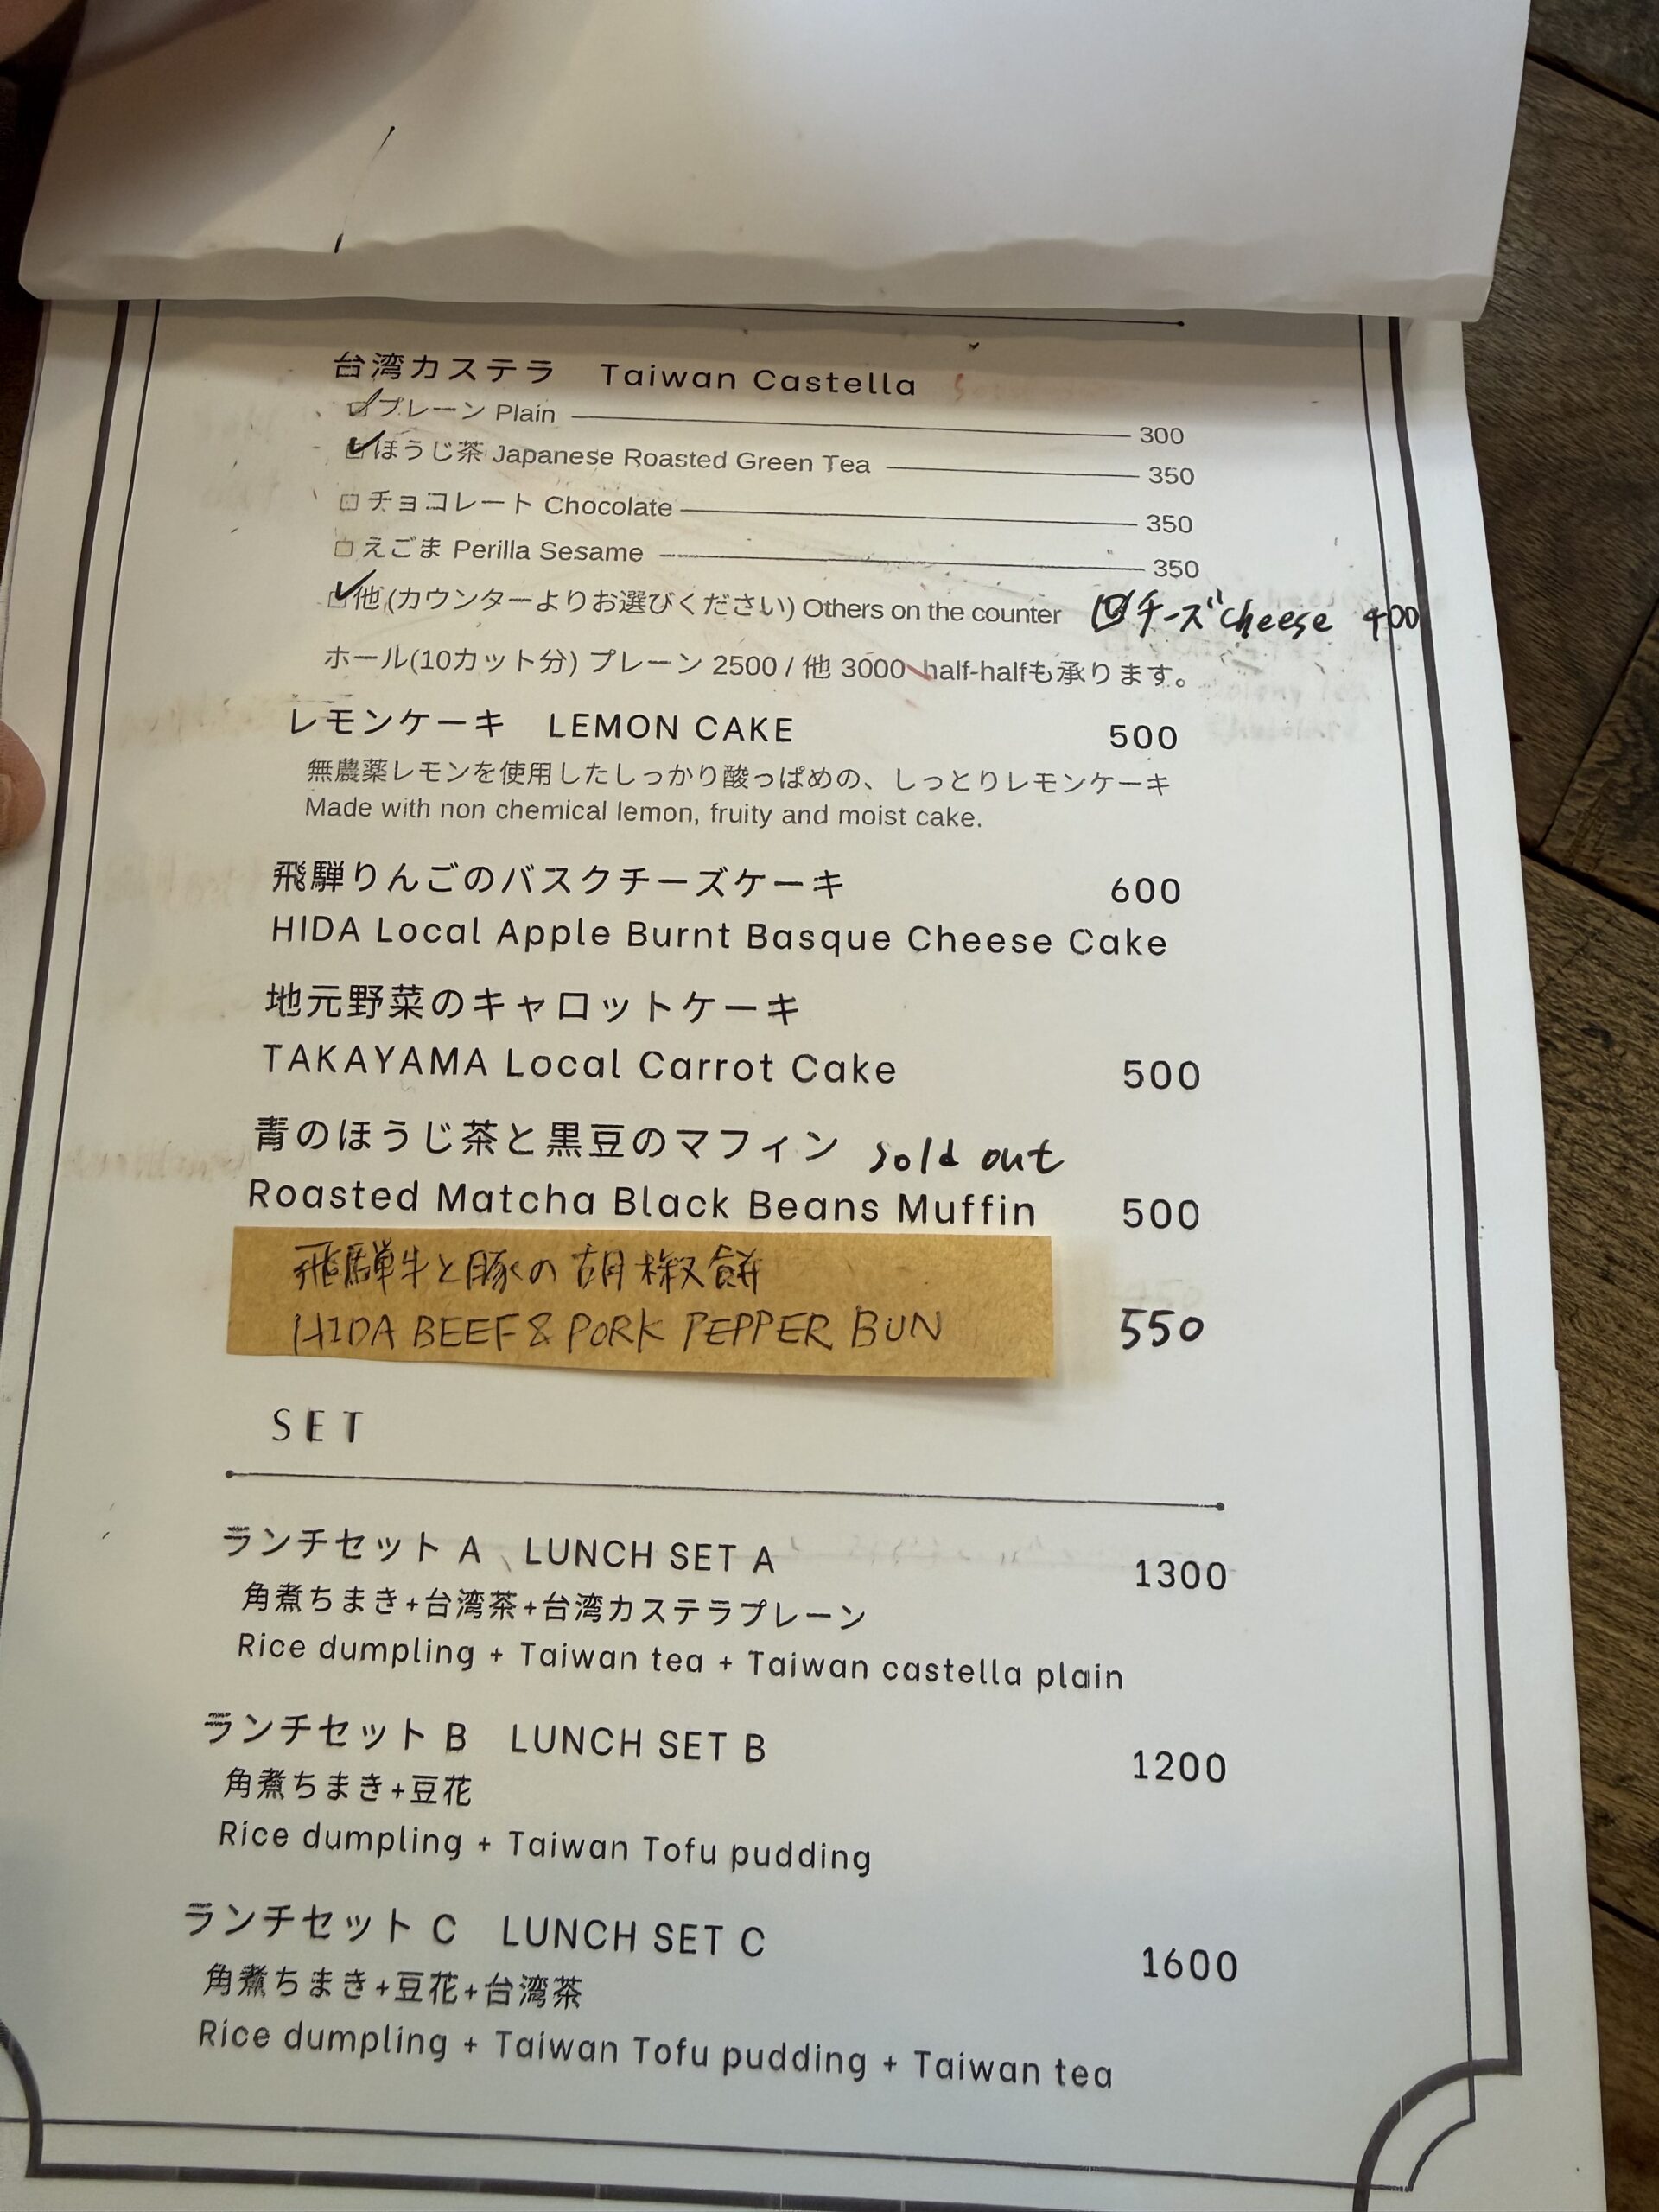 台湾カステラ Taiwan Castella
☑プレーン Plain 300
☑ほうじ茶 Japanese Roasted Green Tea 350
☐チョコレート Chocolate 350
☐えごま Perilla Sesame 350
☑他(カウンターよりお選びください) Others on the counter ☑チーズ cheese 400
ホール(10カット分) プレーン 2500 / 他 3000 half-halfも承ります。
レモンケーキ LEMON CAKE 500
無農薬レモンを使用したしっかり酸っぱめの、しっとりレモンケーキ
Made with non chemical lemon, fruity and moist cake.
飛騨りんごのバスクチーズケーキ 600
HIDA Local Apple Burnt Basque Cheese Cake
地元野菜のキャロットケーキ
TAKAYAMA Local Carrot Cake 500
青のほうじ茶と黒豆のマフィン sold out
Roasted Matcha Black Beans Muffin 500
飛騨牛と豚の胡椒餅
HIDA BEEF & PORK PEPPER BUN 550
SET
ランチセット A LUNCH SET A 1300
角煮ちまき+台湾茶+台湾カステラプレーン
Rice dumpling + Taiwan tea + Taiwan castella plain
ランチセット B LUNCH SET B 1200
角煮ちまき+豆花
Rice dumpling + Taiwan Tofu pudding
ランチセット C LUNCH SET C 1600
角煮ちまき+豆花+台湾茶
Rice dumpling + Taiwan Tofu pudding + Taiwan tea